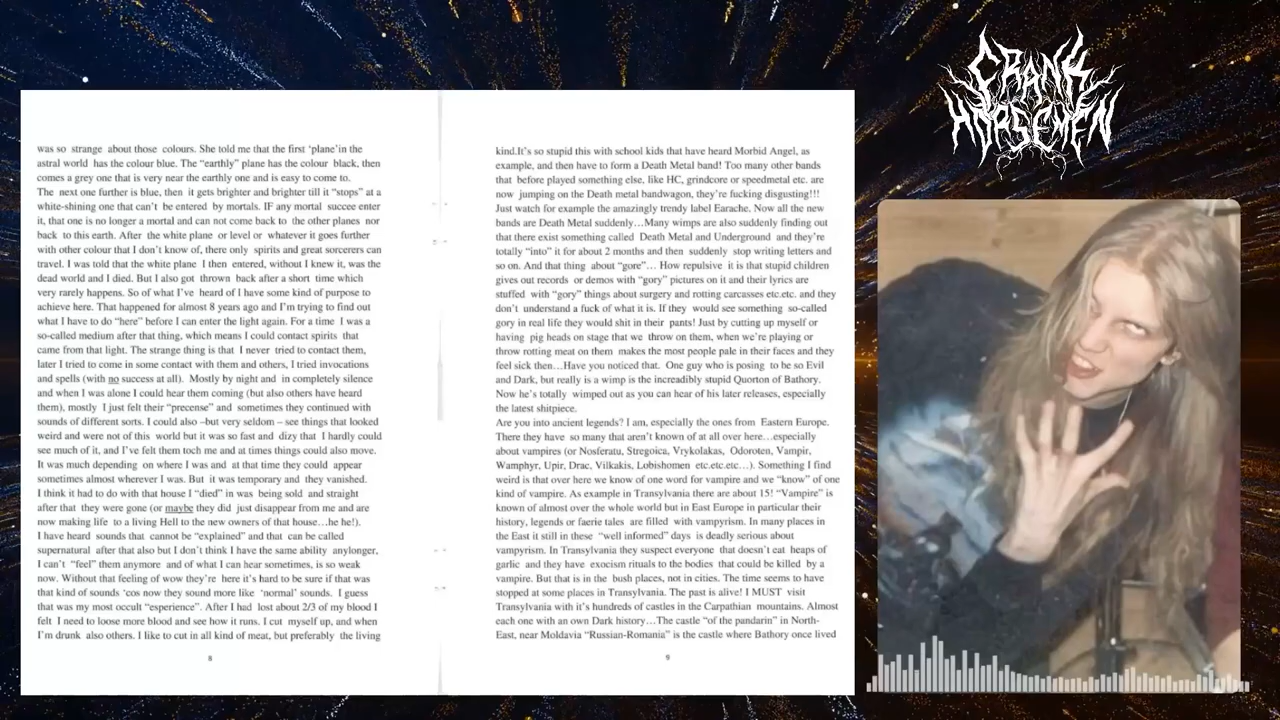 CRANK
HORSEMEN
was so strange about those colours. She told me that the first ‘plane’in the
astral world has the colour blue. The “earthly” plane has the colour black, then
comes a grey one that is very near the earthly one and is easy to come to.
The next one further is blue, then it gets brighter and brighter till it “stops” at a
white-shining one that can’t be entered by mortals. IF any mortal succee enter
it, that one is no longer a mortal and can not come back to the other planes nor
back to this earth. After the white plane or level or whatever it goes further
with other colour that I don’t know of, there only spirits and great sorcerers can
travel. I was told that the white plane I then entered, without I knew it, was the
dead world and I died. But I also got thrown back after a short time which
very rarely happens. So of what I’ve heard of I have some kind of purpose to
achieve here. That happened for almost 8 years ago and I’m trying to find out
what I have to do “here” before I can enter the light again. For a time I was a
so-called medium after that thing, which means I could contact spirits that
came from that light. The strange thing is that I never tried to contact them,
later I tried to come in some contact with them and others, I tried invocations
and spells (with no success at all). Mostly by night and in completely silence
and when I was alone I could hear them coming (but also others have heard
them), mostly I just felt their “precense” and sometimes they continued with
sounds of different sorts. I could also –but very seldom – see things that looked
weird and were not of this world but it was so fast and dizy that I hardly could
see much of it, and I’ve felt them toch me and at times things could also move.
It was much depending on where I was and at that time they could appear
sometimes almost wherever I was. But it was temporary and they vanished.
I think it had to do with that house I “died” in was being sold and straight
after that they were gone (or maybe they did just disappear from me and are
now making life to a living Hell to the new owners of that house…he he!).
I have heard sounds that cannot be “explained” and that can be called
supernatural after that also but I don’t think I have the same ability anylonger,
I can’t “feel” them anymore and of what I can hear sometimes, is so weak
now. Without that feeling of wow they’re here it’s hard to be sure if that was
that kind of sounds ‘cos now they sound more like ‘normal’ sounds. I guess
that was my most occult “esperience”. After I had lost about 2/3 of my blood I
felt I need to loose more blood and see how it runs. I cut myself up, and when
I’m drunk also others. I like to cut in all kind of meat, but preferably the living
8
kind.It’s so stupid this with school kids that have heard Morbid Angel, as
example, and then have to form a Death Metal band! Too many other bands
that before played something else, like HC, grindcore or speedmetal etc. are
now jumping on the Death metal bandwagon, they’re fucking disgusting!!!
Just watch for example the amazingly trendy label Earache. Now all the new
bands are Death Metal suddenly…Many wimps are also suddenly finding out
that there exist something called Death Metal and Underground and they’re
totally “into” it for about 2 months and then suddenly stop writing letters and
so on. And that thing about “gore”… How repulsive it is that stupid children
gives out records or demos with “gory” pictures on it and their lyrics are
stuffed with “gory” things about surgery and rotting carcasses etc.etc. and they
don’t understand a fuck of what it is. If they would see something so-called
gory in real life they would shit in their pants! Just by cutting up myself or
having pig heads on stage that we throw on them, when we’re playing or
throw rotting meat on them makes the most people pale in their faces and they
feel sick then…Have you noticed that. One guy who is posing to be so Evil
and Dark, but really is a wimp is the incredibly stupid Quorton of Bathory.
Now he’s totally wimped out as you can hear of his later releases, especially
the latest shitpiece.
Are you into ancient legends? I am, especially the ones from Eastern Europe.
There they have so many that aren’t known of at all over here…especially
about vampires (or Nosferatu, Stregoica, Vrykolakas, Odoroten, Vampir,
Wamphyr, Upir, Drac, Vilkakis, Lobishomen etc.etc.etc…). Something I find
weird is that over here we know of one word for vampire and we “know” of one
kind of vampire. As example in Transylvania there are about 15! “Vampire” is
known of almost over the whole world but in East Europe in particular their
history, legends or faerie tales are filled with vampyrism. In many places in
the East it still in these “well informed” days is deadly serious about
vampyrism. In Transylvania they suspect everyone that doesn’t eat heaps of
garlic and they have exocism rituals to the bodies that could be killed by a
vampire. But that is in the bush places, not in cities. The time seems to have
stopped at some places in Transylvania. The past is alive! I MUST visit
Transylvania with it’s hundreds of castles in the Carpathian mountains. Almost
each one with an own Dark history…The castle “of the pandarin” in North-
East, near Moldavia “Russian-Romania” is the castle where Bathory once lived
9